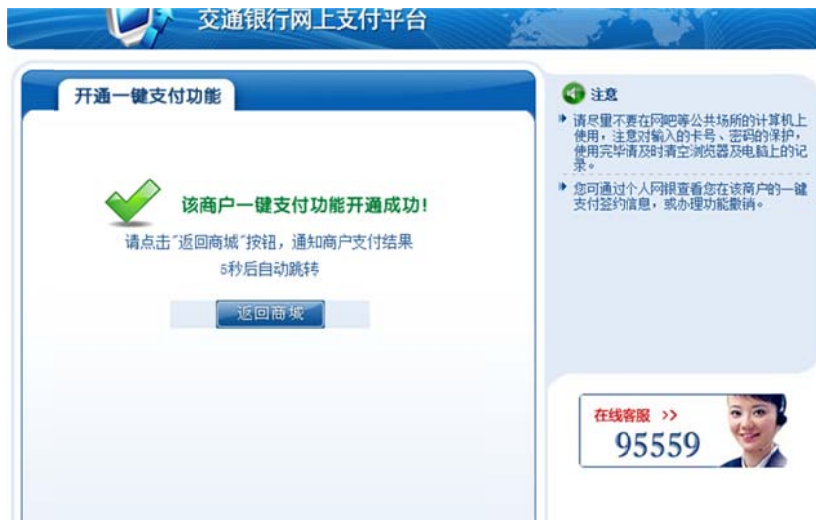 交通银行网上支付平台
开通一键支付功能
该商户一键支付功能开通成功!
请点击"返回商城"按钮，通知商户支付结果
5秒后自动跳转
返回商城
注意
请尽量不要在网吧等公共场所的计算机上
使用，注意对输入的卡号、密码的保护，
使用完毕请及时清空浏览器及电脑上的记
录。
您可通过个人网银查看您在该商户的一键
支付签约信息，或办理功能撤销。
在线客服 >>
95559